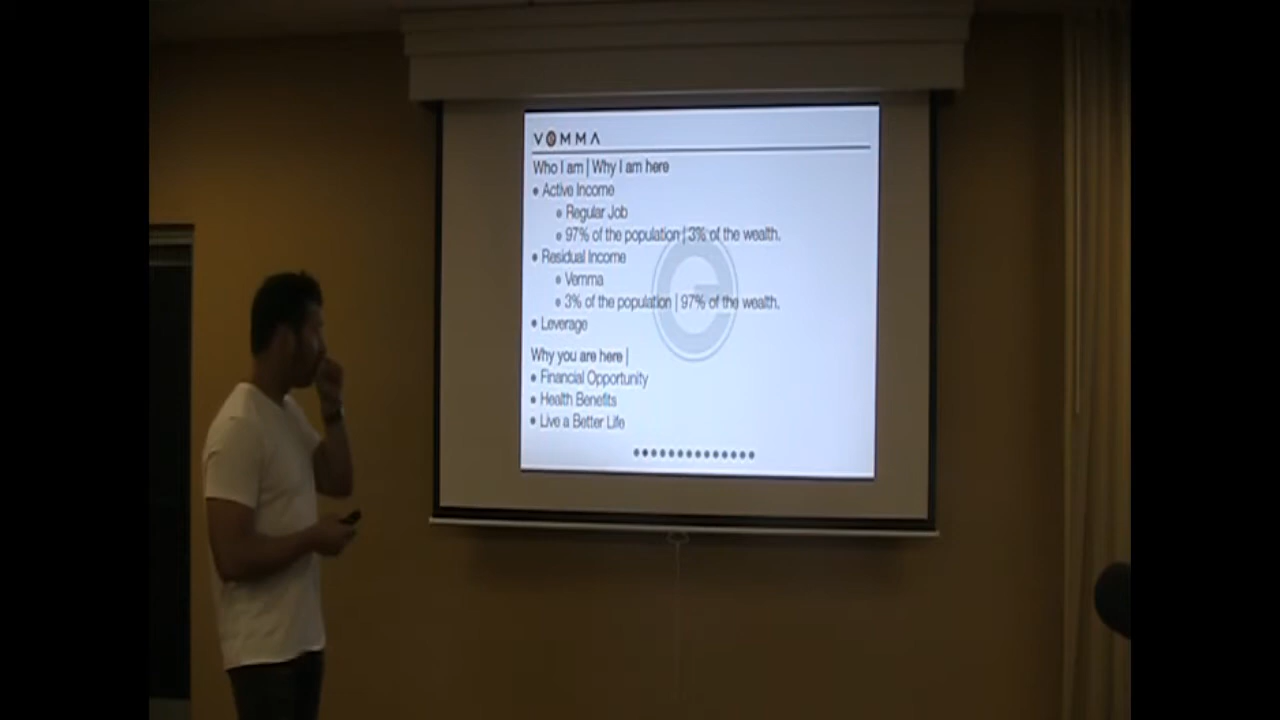 VEMMA
Who I am | Why I am here
• Active Income
• Regular Job
• 97% of the population | 3% of the wealth.
• Residual Income
• Vemma
• 3% of the population | 97% of the wealth.
• Leverage
Why you are here |
• Financial Opportunity
• Health Benefits
• Live a Better Life